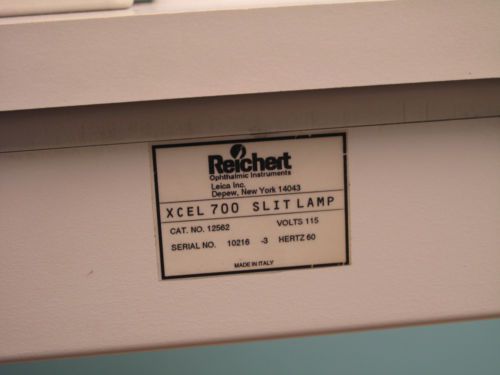 Reichert
Ophthalmic Instruments
Leica Inc.
Depew, New York 14043
XCEL 700 SLIT LAMP
CAT. NO. 12562 VOLTS 115
SERIAL NO. 10216 -3 HERTZ 60
MADE IN ITALY